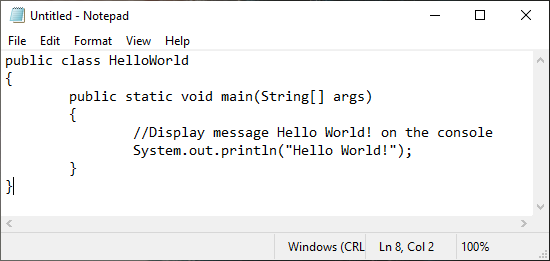 Untitled - Notepad
File Edit Format View Help
public class HelloWorld
{
        public static void main(String[] args)
        {
                //Display message Hello World! on the console
                System.out.println("Hello World!");
        }
}
Windows (CRL Ln 8, Col 2 100%